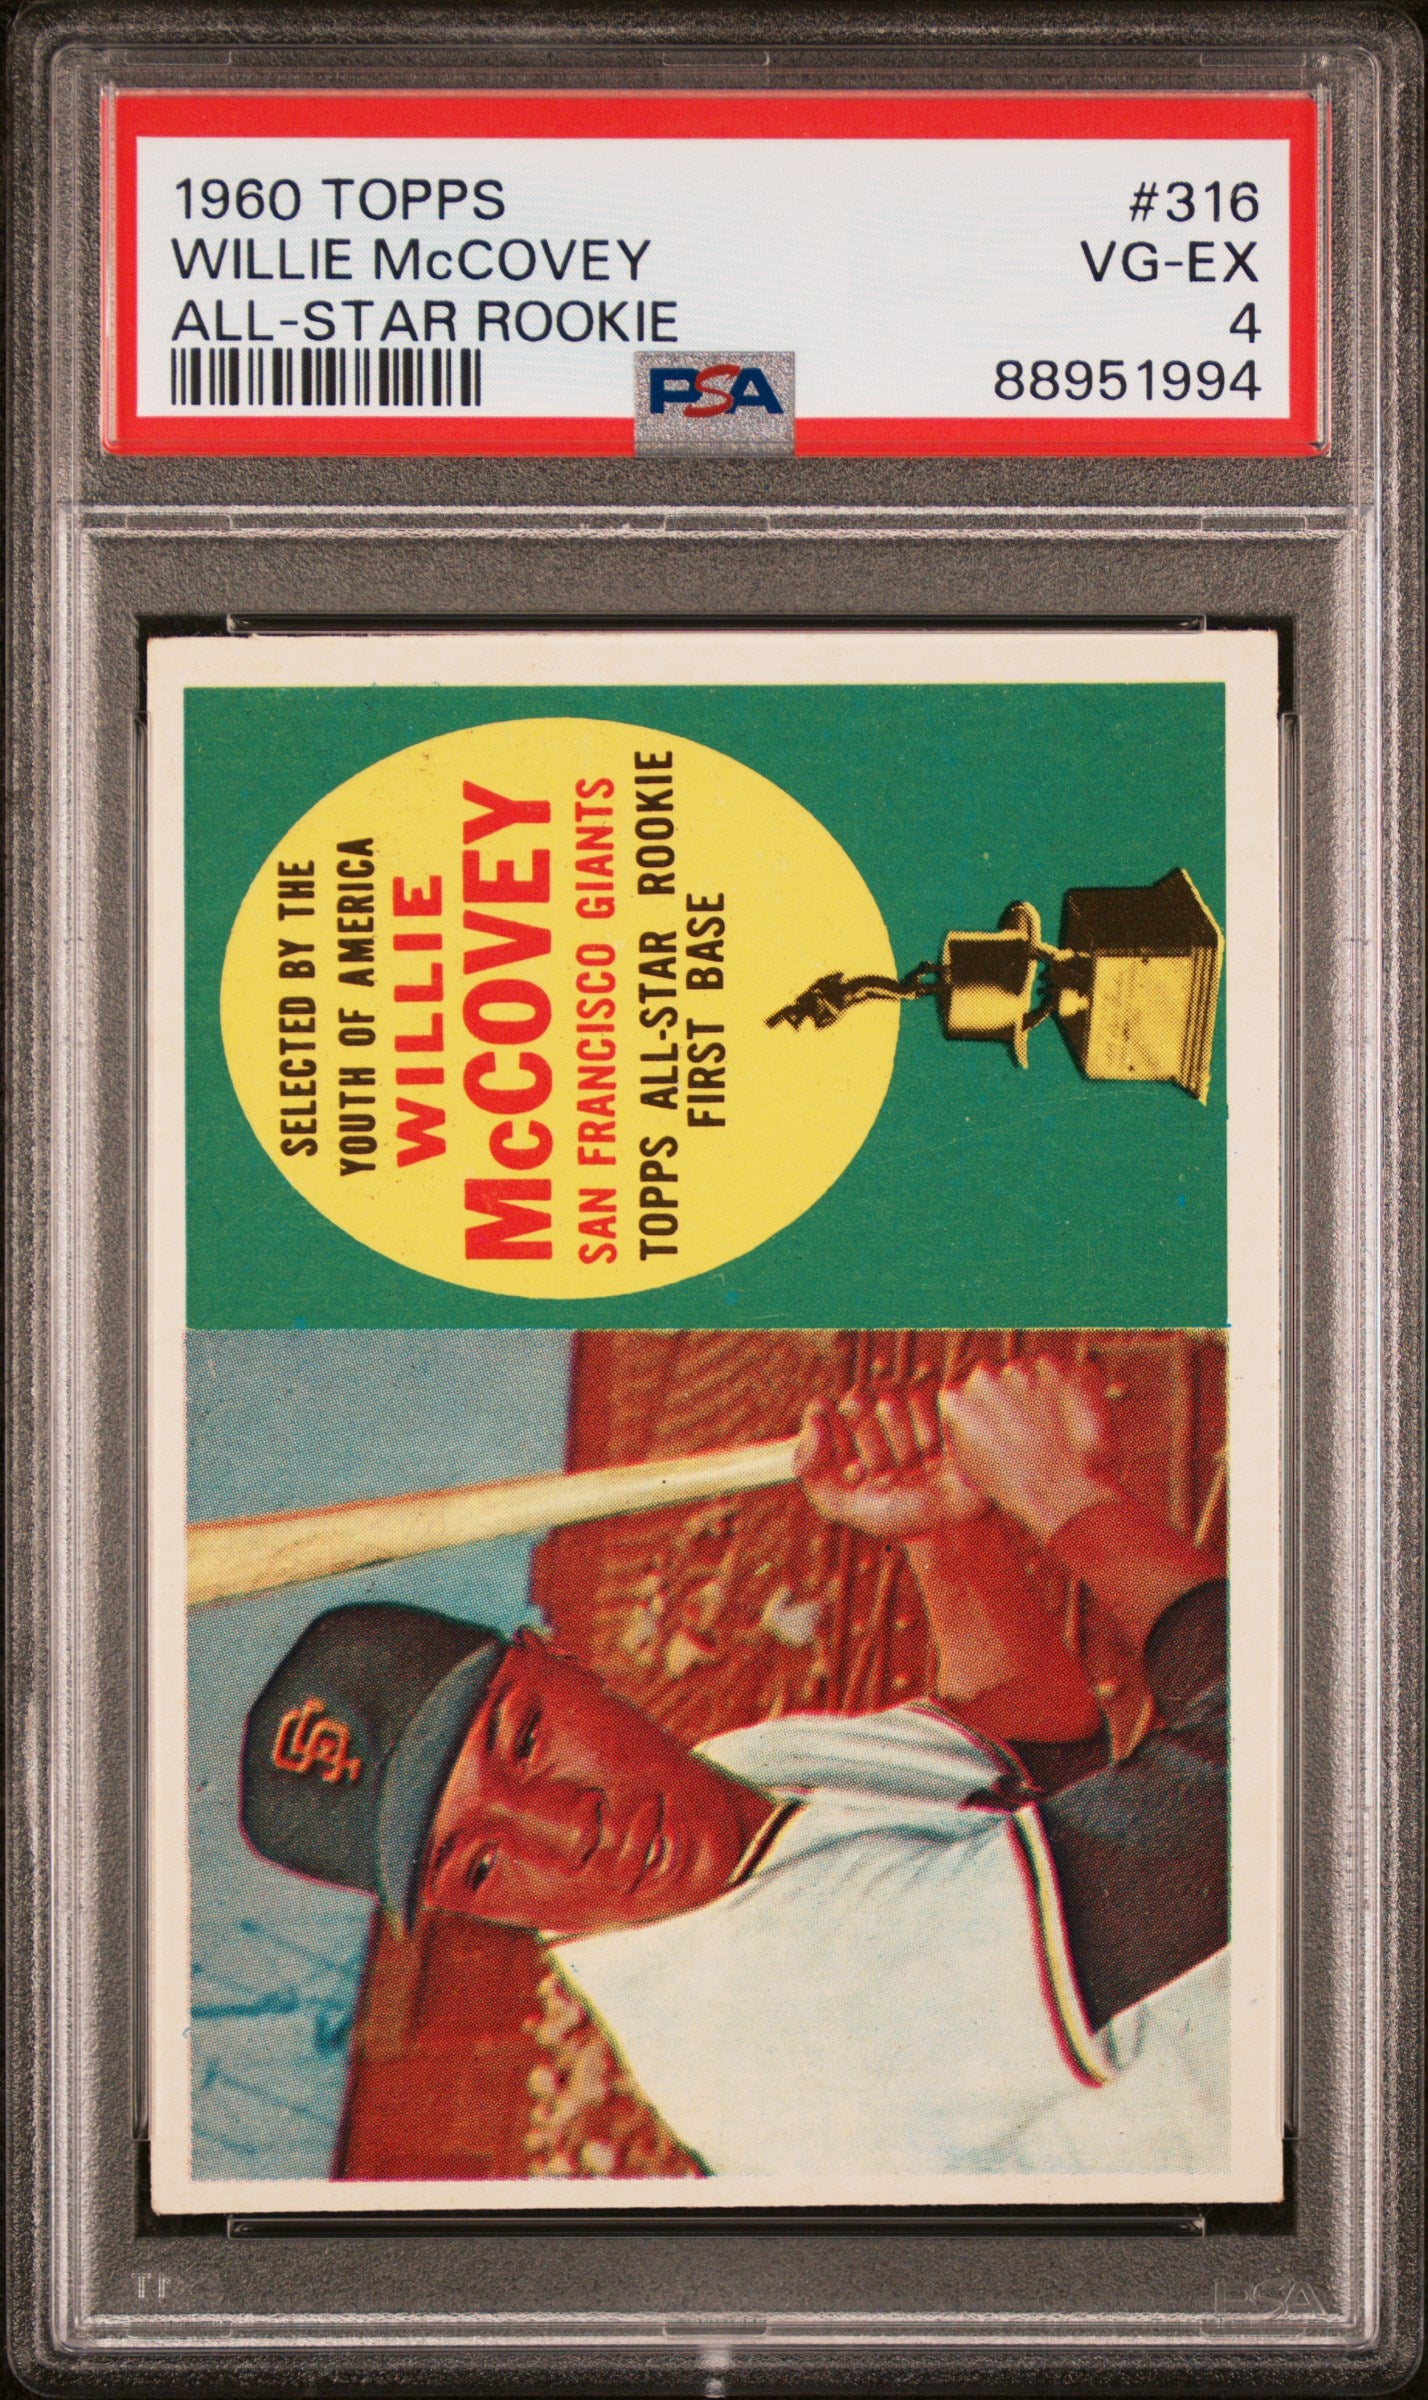 1960 TOPPS
#316
WILLIE McCOVEY
VG-EX
ALL-STAR ROOKIE
4
88951994
PSA
SELECTED BY THE
YOUTH OF AMERICA
WILLIE
McCOVEY
SAN FRANCISCO GIANTS
TOPPS ALL-STAR ROOKIE
FIRST BASE
SF
PSA